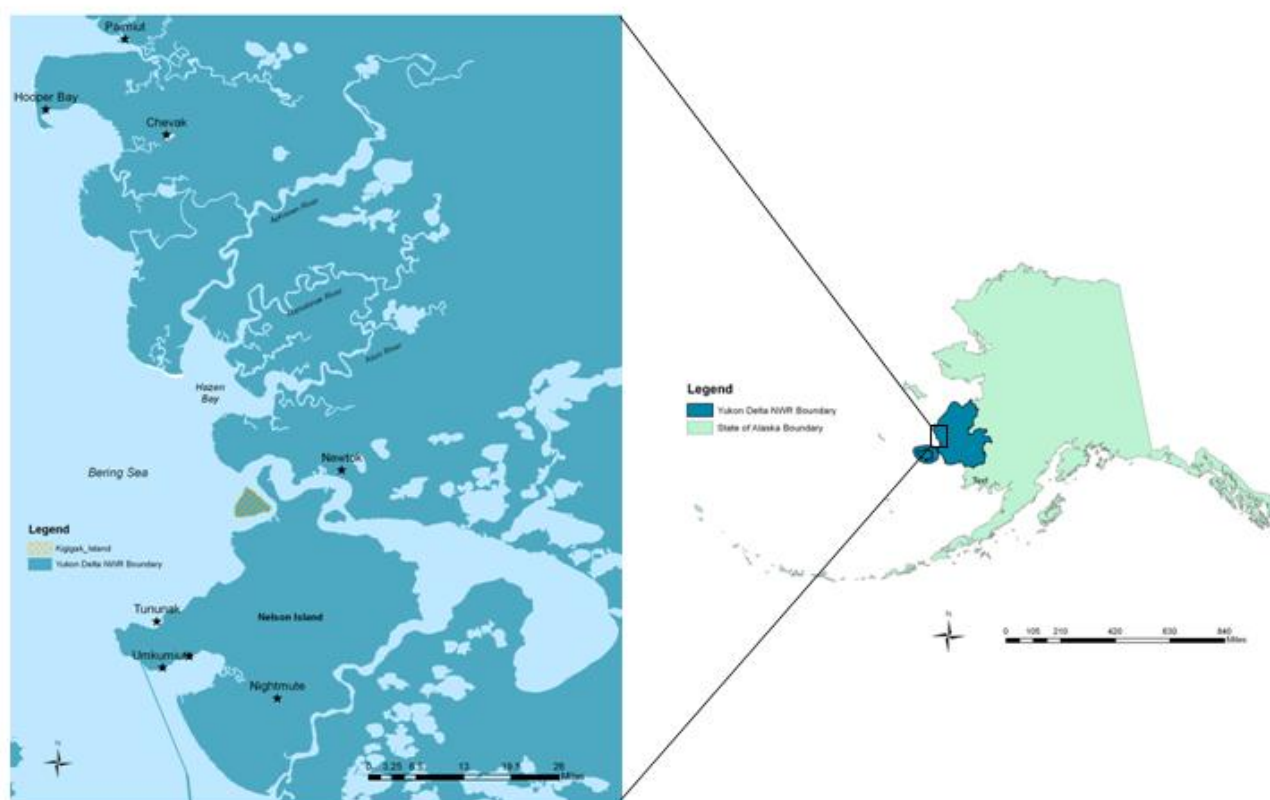 Paimiut
Hooper Bay
Chevak
Hazen
Bay
Newtok
Bering Sea
Legend
Kigigak_Island
Yukon Delta NWR Boundary
Tununak
Nelson Island
Umkumiut
Nightmute
N
0 3.25 6.5 13 19.5 26
Miles
Legend
Yukon Delta NWR Boundary
State of Alaska Boundary
Text
N
0 105 210 420 630 840
Miles